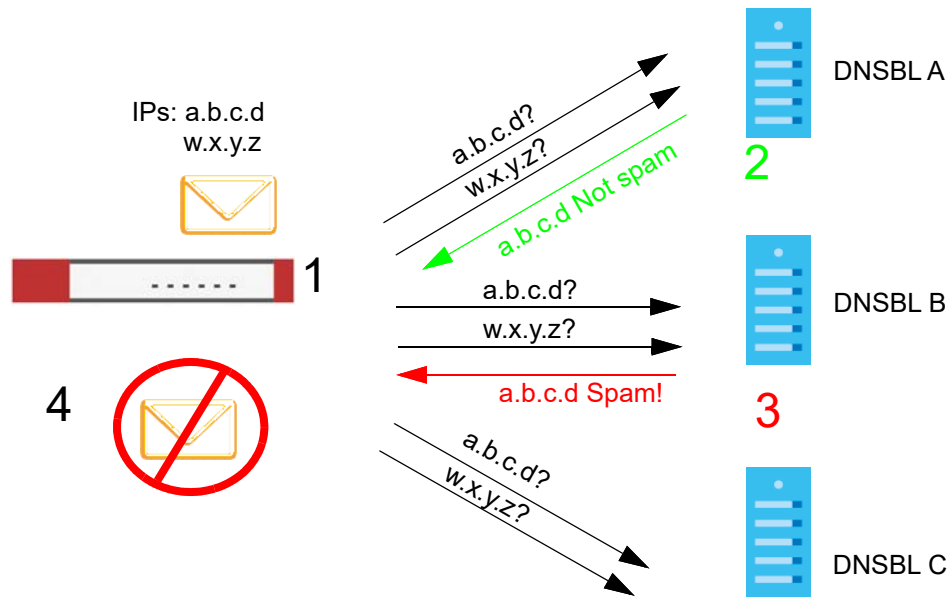 IPs: a.b.c.d
w.x.y.z
1
a.b.c.d?
w.x.y.z?
a.b.c.d Not spam
DNSBL A
2
a.b.c.d?
w.x.y.z?
a.b.c.d Spam!
DNSBL B
3
4
a.b.c.d?
w.x.y.z?
DNSBL C